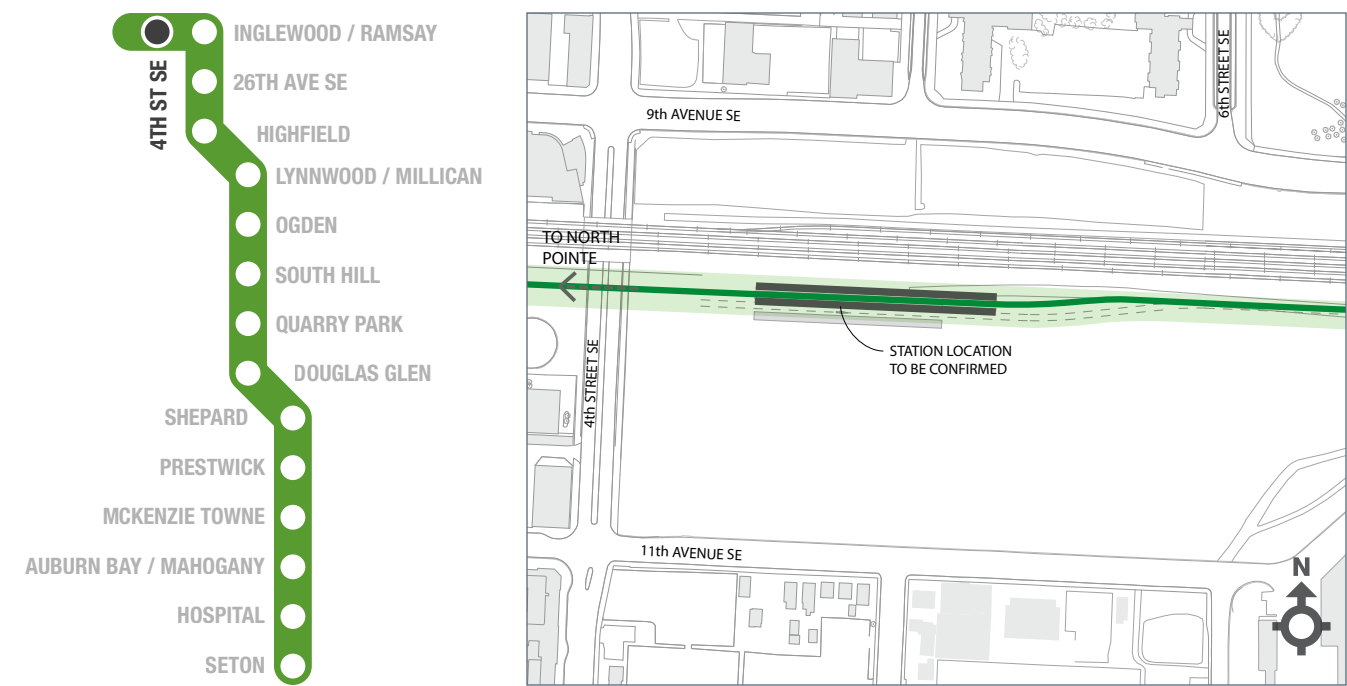 INGLEWOOD / RAMSAY
4TH ST SE
26TH AVE SE
HIGHFIELD
LYNNWOOD / MILLICAN
OGDEN
SOUTH HILL
QUARRY PARK
DOUGLAS GLEN
SHEPARD
PRESTWICK
MCKENZIE TOWNE
AUBURN BAY / MAHOGANY
HOSPITAL
SETON
9th AVENUE SE
6th STREET SE
TO NORTH
POINTE
STATION LOCATION
TO BE CONFIRMED
4th STREET SE
11th AVENUE SE
N